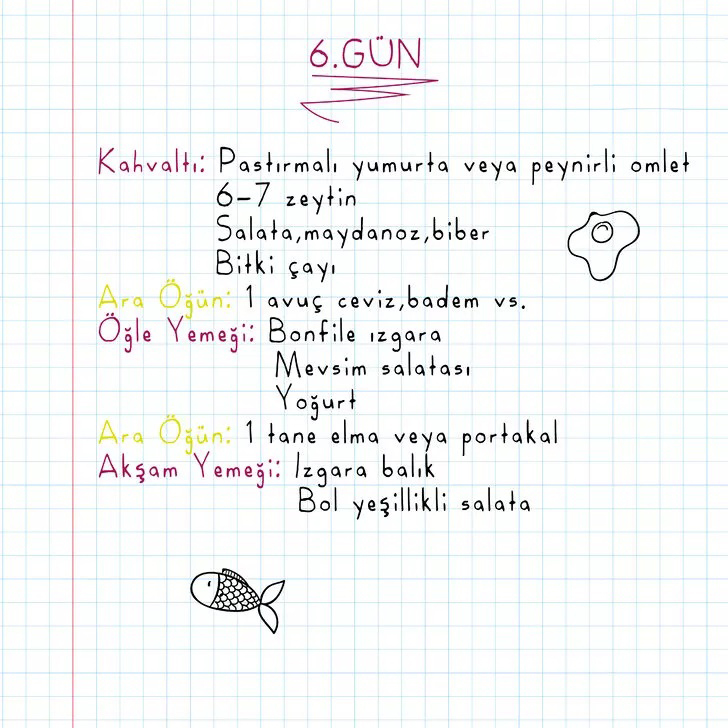 6.GÜN
Kahvaltı: Pastırmalı yumurta veya peynirli omlet
6-7 zeytin
Salata,maydanoz,biber
Bitki çayı
Ara Öğün: 1 avuç ceviz,badem vs.
Öğle Yemeği: Bonfile ızgara
Mevsim salatası
Yoğurt
Ara Öğün: 1 tane elma veya portakal
Akşam Yemeği: Izgara balık
Bol yeşillikli salata